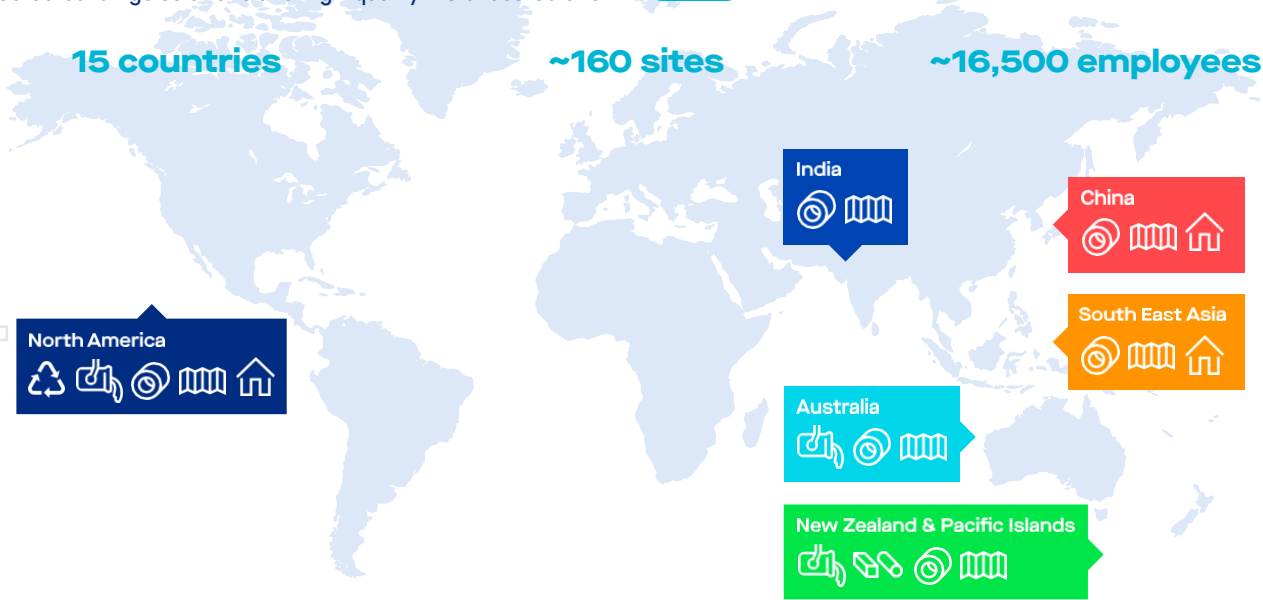 15 countries
~160 sites
~16,500 employees
India
China
South East Asia
North America
Australia
New Zealand & Pacific Islands